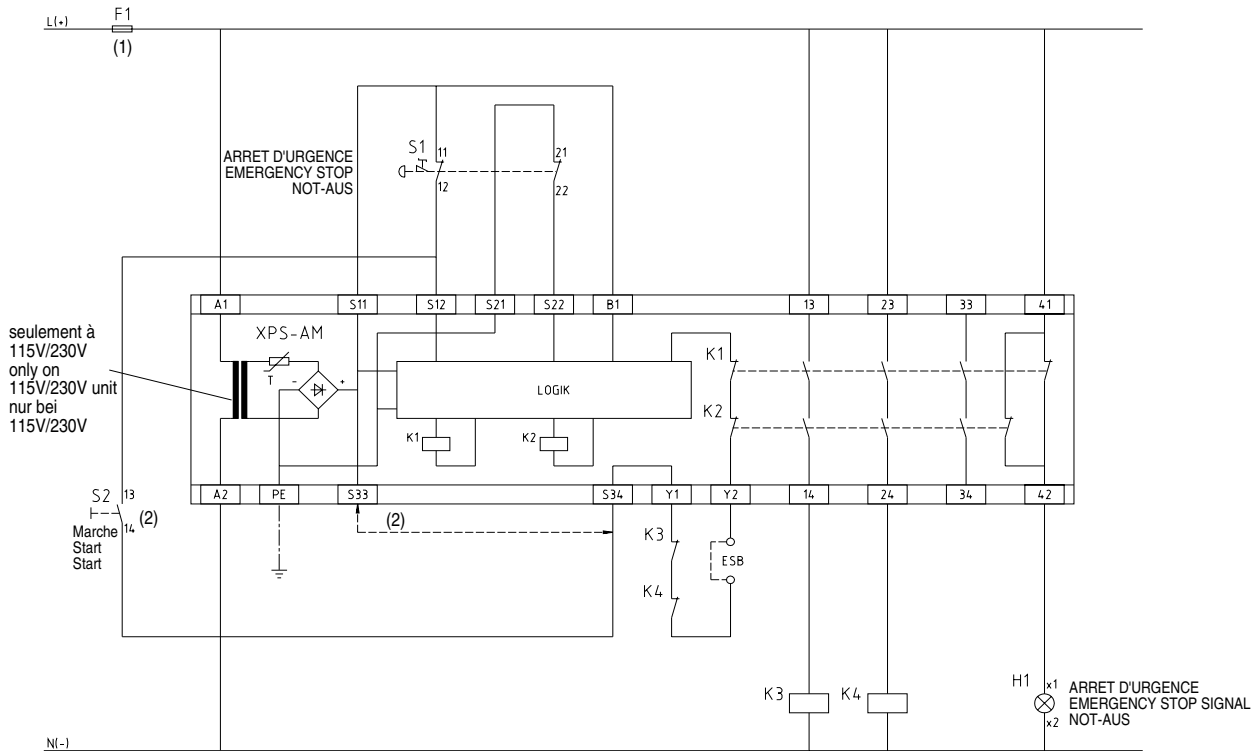 F1
L(+)
(1)
ARRET D'URGENCE
EMERGENCY STOP
NOT-AUS
S1
11
12
21
22
A1
S11
S12
S21
S22
B1
13
23
33
41
seulement à
115V/230V
only on
115V/230V unit
nur bei
115V/230V
XPS-AM
T
-
+
LOGIK
K1
K2
K1
K2
A2
PE
S33
S34
Y1
Y2
14
24
34
42
S2
13
14
(2)
Marche
Start
Start
(2)
K3
K4
ESB
K3
K4
H1
x1
x2
ARRET D'URGENCE
EMERGENCY STOP SIGNAL
NOT-AUS
N(-)